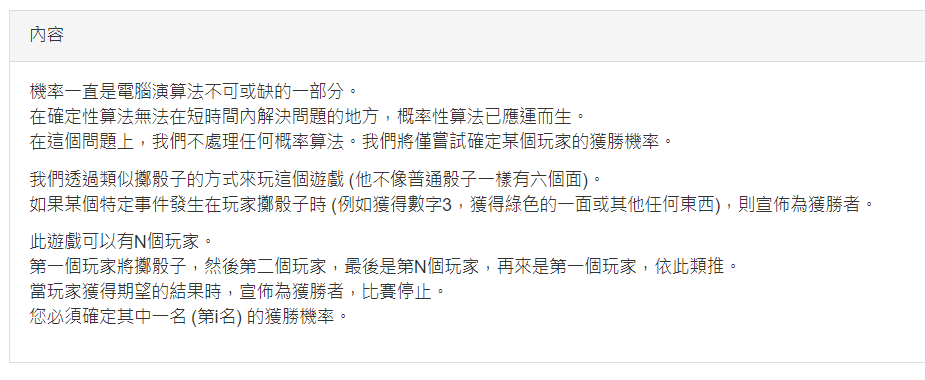 內容
機率一直是電腦演算法不可或缺的一部分。
在確定性算法無法在短時間內解決問題的地方，概率性算法已應運而生。
在這個問題上，我們不處理任何概率算法。我們將僅嘗試確定某個玩家的獲勝機率。
我們透過類似擲骰子的方式來玩這個遊戲 (他不像普通骰子一樣有六個面)。
如果某個特定事件發生在玩家擲骰子時 (例如獲得數字3，獲得綠色的一面或其他任何東西)，則宣佈為獲勝者。
此遊戲可以有N個玩家。
第一個玩家將擲骰子，然後第二個玩家，最後是第N個玩家，再來是第一個玩家，依此類推。
當玩家獲得期望的結果時，宣佈為獲勝者，比賽停止。
您必須確定其中一名 (第i名) 的獲勝機率。